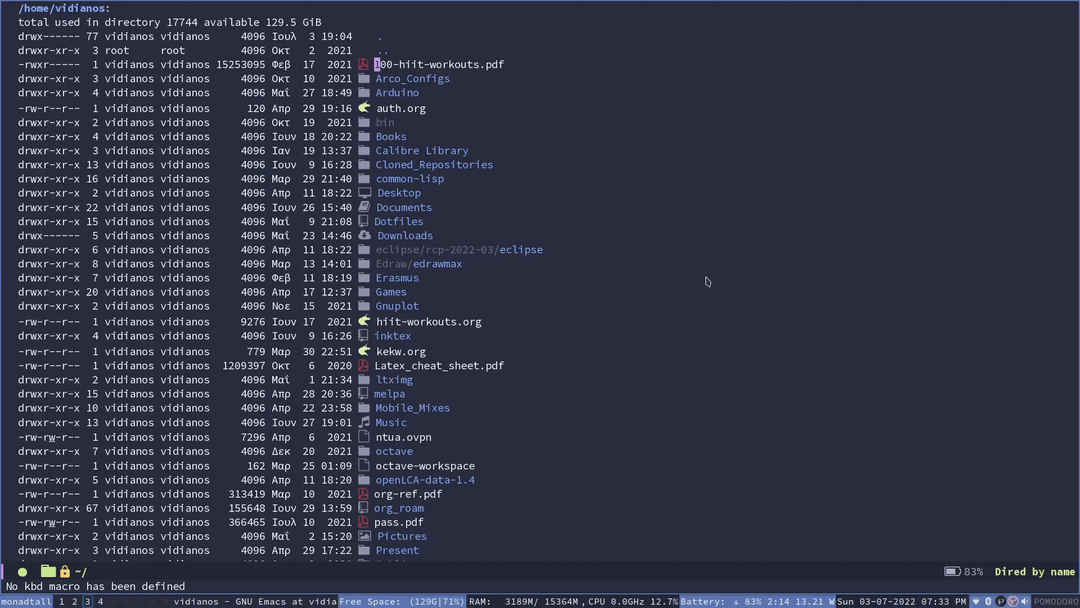 /home/vidianos:
total used in directory 17744 available 129.5 GiB
drwx------ 77 vidianos vidianos 4096 Ιουλ 3 19:04 .
drwxr-xr-x 3 root root 4096 Οκτ 2 2021 ..
-rwxr----- 1 vidianos vidianos 15253095 Φεβ 17 2021 100-hiit-workouts.pdf
drwxr-xr-x 3 vidianos vidianos 4096 Οκτ 10 2021 Arco_Configs
drwxr-xr-x 4 vidianos vidianos 4096 Μαΐ 27 18:49 Arduino
-rw-r--r-- 1 vidianos vidianos 120 Απρ 29 19:16 auth.org
drwxr-xr-x 2 vidianos vidianos 4096 Οκτ 19 2021 bin
drwxr-xr-x 4 vidianos vidianos 4096 Ιουν 18 20:22 Books
drwxr-xr-x 3 vidianos vidianos 4096 Ιαν 19 13:37 Calibre Library
drwxr-xr-x 13 vidianos vidianos 4096 Ιουν 9 16:28 Cloned_Repositories
drwxr-xr-x 16 vidianos vidianos 4096 Μαρ 29 21:40 common-lisp
drwxr-xr-x 2 vidianos vidianos 4096 Απρ 11 18:22 Desktop
drwxr-xr-x 22 vidianos vidianos 4096 Ιουν 26 15:40 Documents
drwxr-xr-x 15 vidianos vidianos 4096 Μαΐ 9 21:08 Dotfiles
drwx------ 5 vidianos vidianos 4096 Μαΐ 23 14:46 Downloads
drwxr-xr-x 6 vidianos vidianos 4096 Απρ 11 18:22 eclipse/rcp-2022-03/eclipse
drwxr-xr-x 8 vidianos vidianos 4096 Μαρ 13 14:01 Edraw/edrawmax
drwxr-xr-x 7 vidianos vidianos 4096 Φεβ 11 18:19 Erasmus
drwxr-xr-x 20 vidianos vidianos 4096 Απρ 17 12:37 Games
drwxr-xr-x 2 vidianos vidianos 4096 Νοε 15 2021 Gnuplot
-rw-r--r-- 1 vidianos vidianos 9276 Ιουν 17 2021 hiit-workouts.org
drwxr-xr-x 4 vidianos vidianos 4096 Ιουν 9 16:26 inktex
-rw-r--r-- 1 vidianos vidianos 779 Μαρ 30 22:51 kekw.org
-rw-r--r-- 1 vidianos vidianos 1209397 Οκτ 6 2020 Latex_cheat_sheet.pdf
drwxr-xr-x 2 vidianos vidianos 4096 Μαΐ 1 21:34 ltximg
drwxr-xr-x 15 vidianos vidianos 4096 Απρ 28 20:36 melpa
drwxr-xr-x 10 vidianos vidianos 4096 Απρ 22 23:58 Mobile_Mixes
drwxr-xr-x 13 vidianos vidianos 4096 Ιουν 27 19:01 Music
-rw-rw-r-- 1 vidianos vidianos 7296 Απρ 6 2021 ntua.ovpn
drwxr-xr-x 7 vidianos vidianos 4096 Δεκ 20 2021 octave
-rw-r--r-- 1 vidianos vidianos 162 Μαρ 25 01:09 octave-workspace
drwxr-xr-x 5 vidianos vidianos 4096 Απρ 11 18:20 openLCA-data-1.4
-rw-r--r-- 1 vidianos vidianos 313419 Μαρ 10 2021 org-ref.pdf
drwxr-xr-x 67 vidianos vidianos 155648 Ιουν 29 13:59 org_roam
-rw-rw-r-- 1 vidianos vidianos 366465 Ιουλ 10 2021 pass.pdf
drwxr-xr-x 2 vidianos vidianos 4096 Μαΐ 2 15:20 Pictures
drwxr-xr-x 3 vidianos vidianos 4096 Απρ 29 17:22 Present
~/ 83% Dired by name
No kbd macro has been defined
monadtall 1 2 3 4 vidianos - GNU Emacs at vidia Free Space: (129G|71%) RAM: 3189M/ 15364M , CPU 0.0GHz 12.7% Battery: ↓ 83% 2:14 13.21 W Sun 03-07-2022 07:33 PM POMODORO